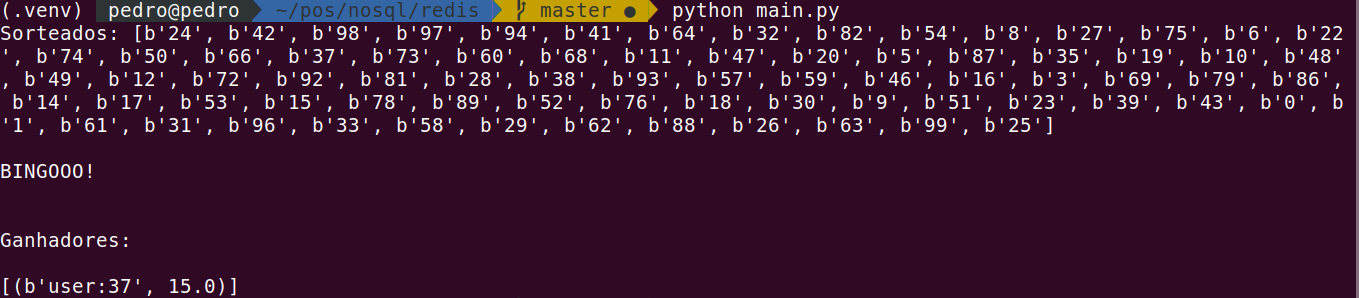 (.venv) pedro@pedro ~/pos/nosql/redis master ● python main.py
Sorteados: [b'24', b'42', b'98', b'97', b'94', b'41', b'64', b'32', b'82', b'54', b'8', b'27', b'75', b'6', b'22
', b'74', b'50', b'66', b'37', b'73', b'60', b'68', b'11', b'47', b'20', b'5', b'87', b'35', b'19', b'10', b'48'
, b'49', b'12', b'72', b'92', b'81', b'28', b'38', b'93', b'57', b'59', b'46', b'16', b'3', b'69', b'79', b'86',
b'14', b'17', b'53', b'15', b'78', b'89', b'52', b'76', b'18', b'30', b'9', b'51', b'23', b'39', b'43', b'0', b
'1', b'61', b'31', b'96', b'33', b'58', b'29', b'62', b'88', b'26', b'63', b'99', b'25']
BINGOOO!
Ganhadores:
[(b'user:37', 15.0)]